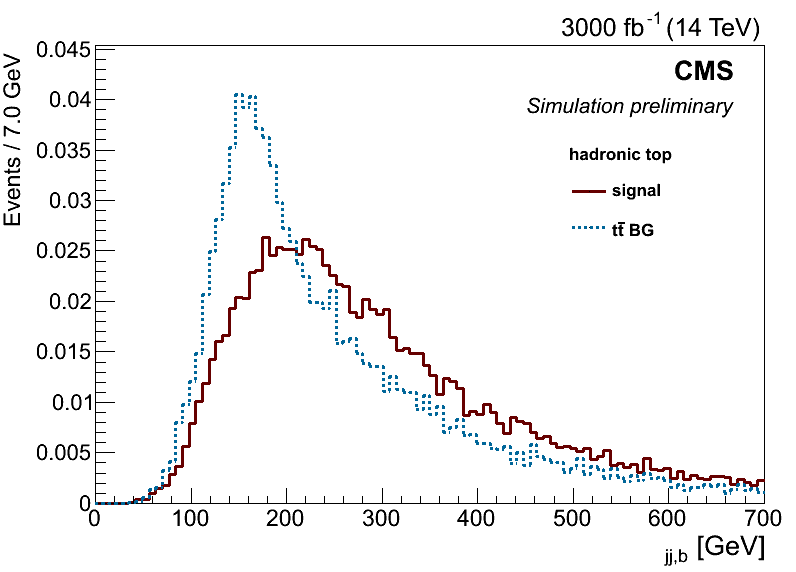 3000 fb⁻¹ (14 TeV)
Events / 7.0 GeV
0.045
0.04
0.035
0.03
0.025
0.02
0.015
0.01
0.005
0
CMS
Simulation preliminary
hadronic top
signal
tt̄ BG
0 100 200 300 400 500 600 700
jj,b [GeV]